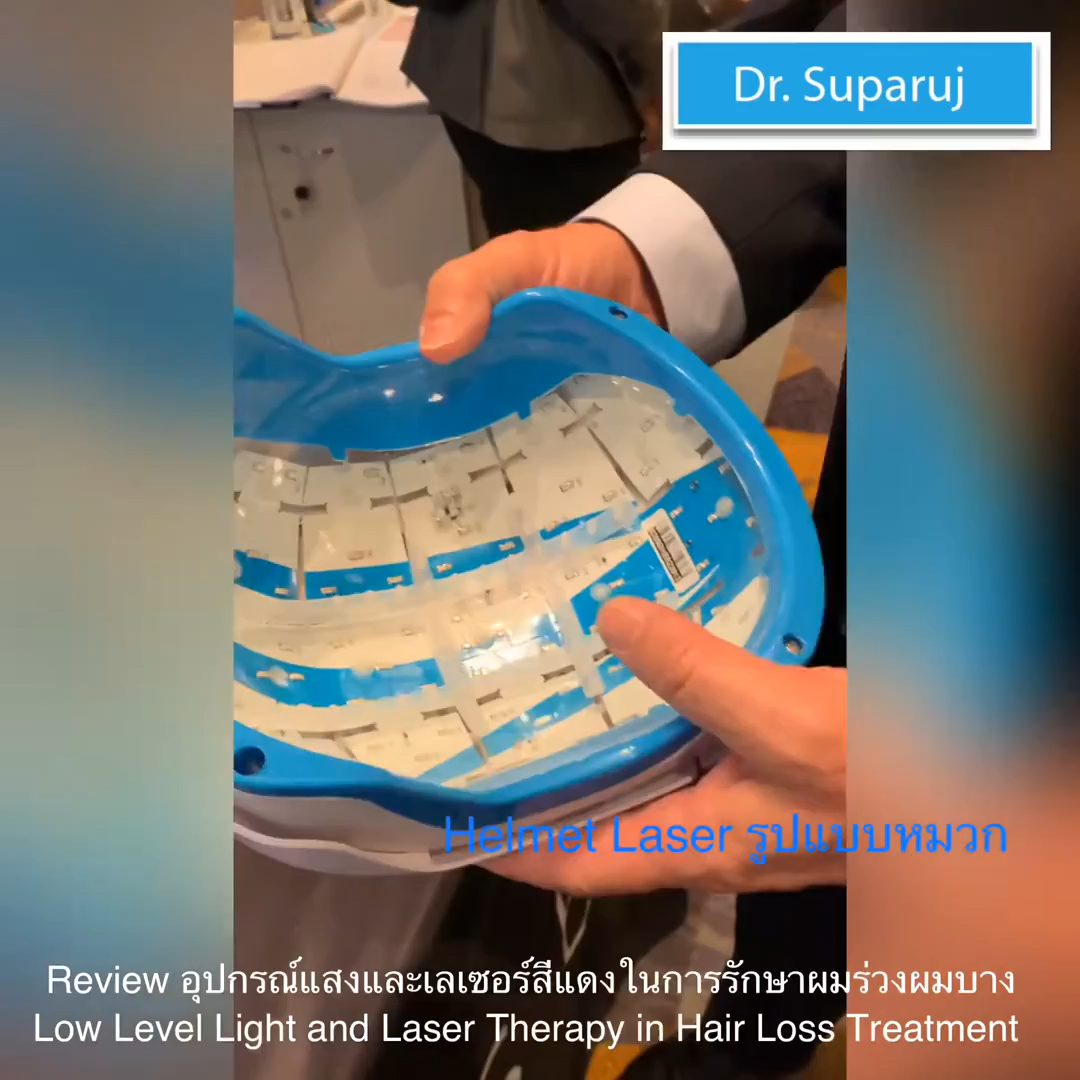 Dr. Suparuj
Helmet Laser รูปแบบหมวก
Review อุปกรณ์แสงและเลเซอร์สีแดงในการรักษาผมร่วงผมบาง
Low Level Light and Laser Therapy in Hair Loss Treatment